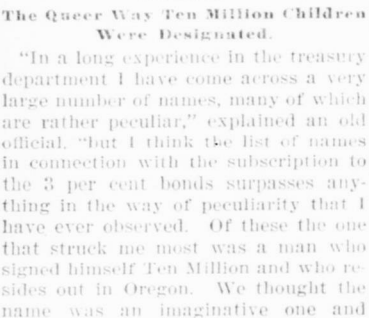 The Queer Way Ten Million Children
Were Designated.
"In a long experience in the treasury
department I have come across a very
large number of names, many of which
are rather peculiar," explained an old
official, "but I think the list of names
in connection with the subscription to
the 3 per cent bonds surpasses any-
thing in the way of peculiarity that I
have ever observed. Of these the one
that struck me most was a man who
signed himself Ten Million and who re-
sides out in Oregon. We thought the
name was an imaginative one and